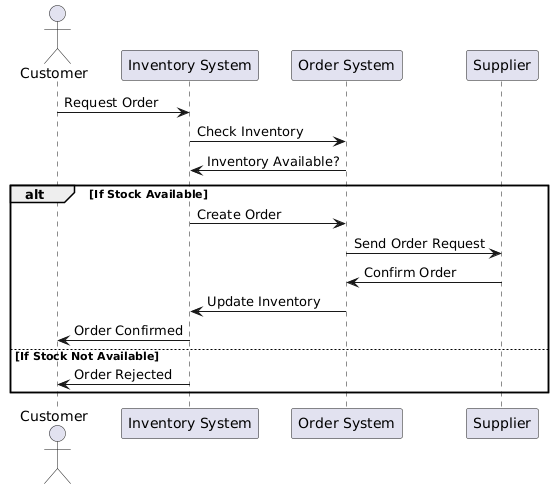 Customer
Inventory System
Order System
Supplier
Request Order
Check Inventory
Inventory Available?
alt
[If Stock Available]
Create Order
Send Order Request
Confirm Order
Update Inventory
Order Confirmed
[If Stock Not Available]
Order Rejected
Customer
Inventory System
Order System
Supplier